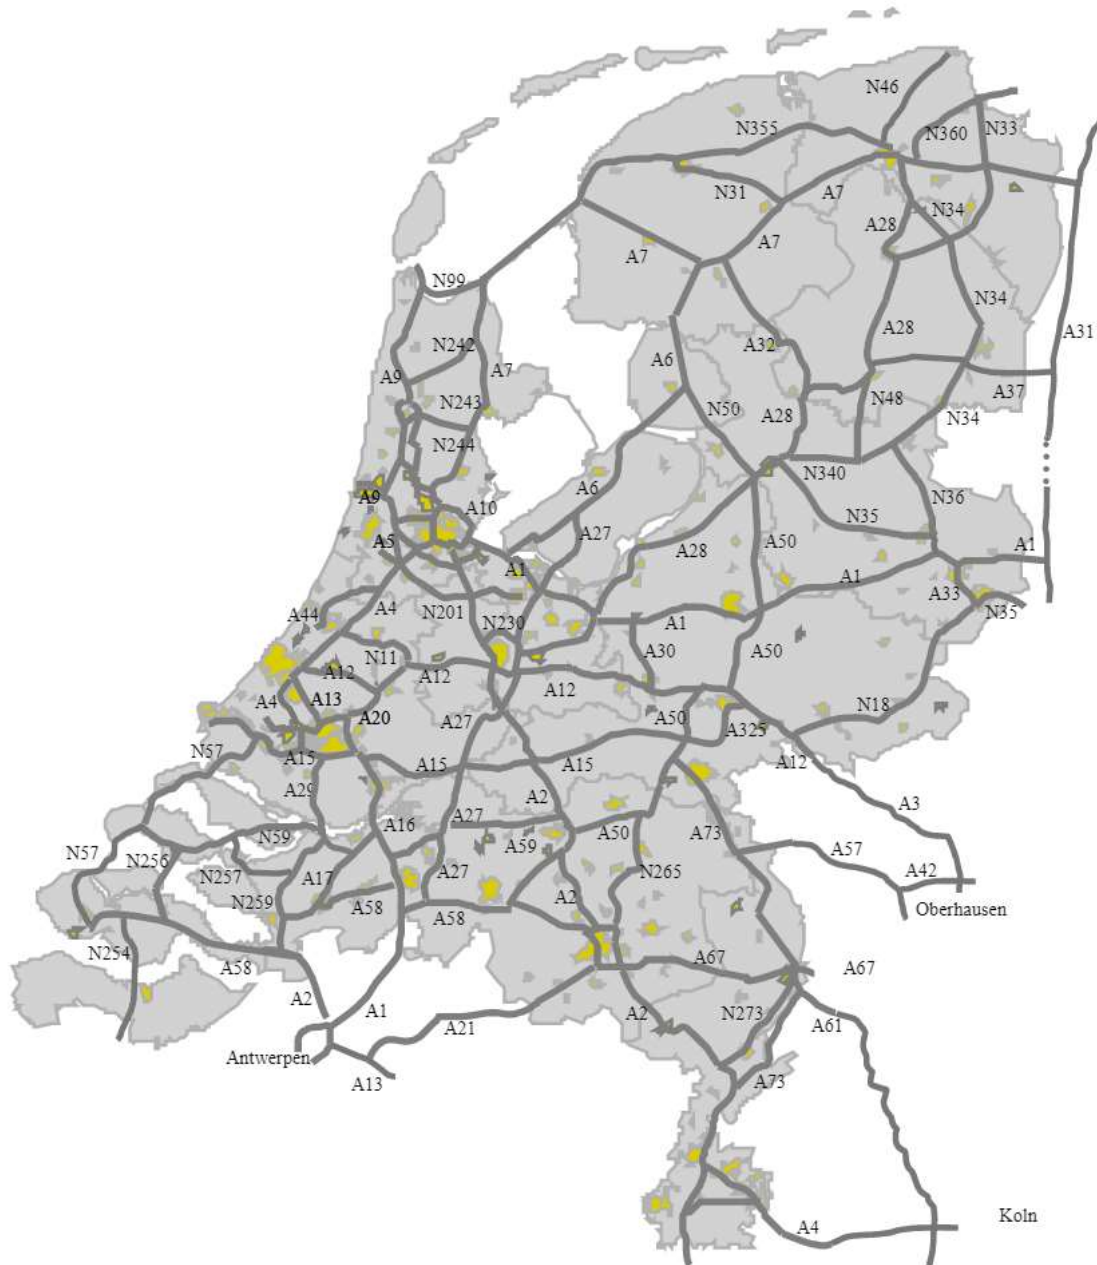 N46
N355
N360
N33
N31
A7
A28
N34
A7
A7
N99
N34
A28
A31
N242
A32
A9
A7
A6
N48
A37
N243
N50
A28
N34
N244
N340
A9
A6
N36
A10
N35
A27
A5
A28
A50
A1
A1
A1
A33
A44
A4
N201
N230
A1
N35
N11
A30
A50
A12
A12
A12
A4
A13
N18
A20
A27
A50
A325
N57
A15
A15
A15
A12
A29
A2
A3
A16
A27
N59
A59
A50
A73
N57
N256
A57
N257
A17
A27
N265
A42
N259
A58
A58
A2
Oberhausen
N254
A58
A67
A67
A2
A1
A21
A2
N273
A61
Antwerpen
A13
A73
Koln
A4